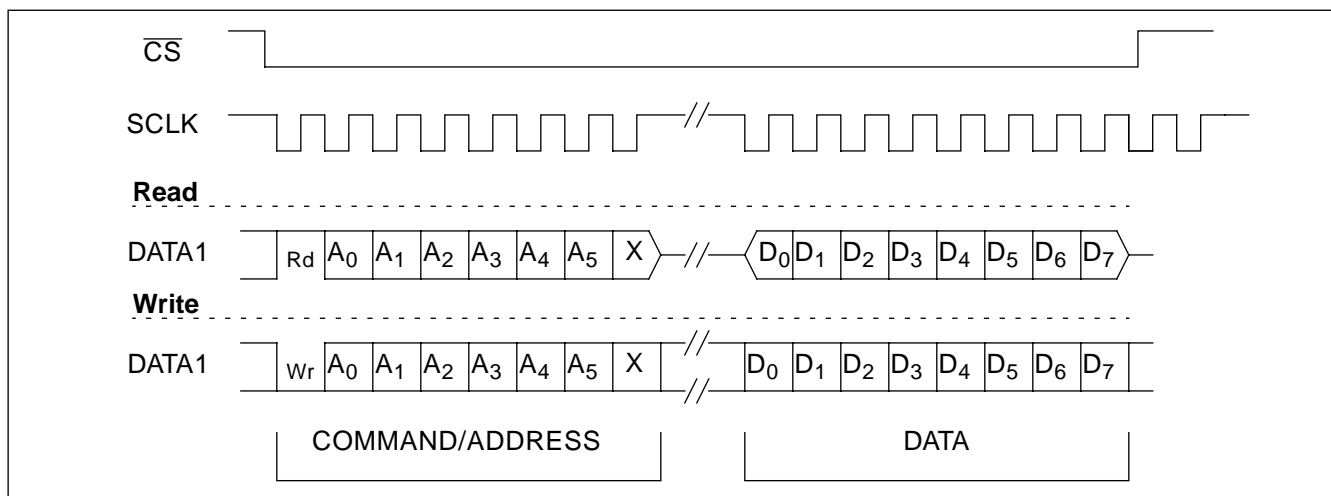 C̅S̅
SCLK //
Read
DATA1 Rd A₀ A₁ A₂ A₃ A₄ A₅ X // D₀ D₁ D₂ D₃ D₄ D₅ D₆ D₇
Write
DATA1 Wr A₀ A₁ A₂ A₃ A₄ A₅ X // // D₀ D₁ D₂ D₃ D₄ D₅ D₆ D₇
COMMAND/ADDRESS DATA